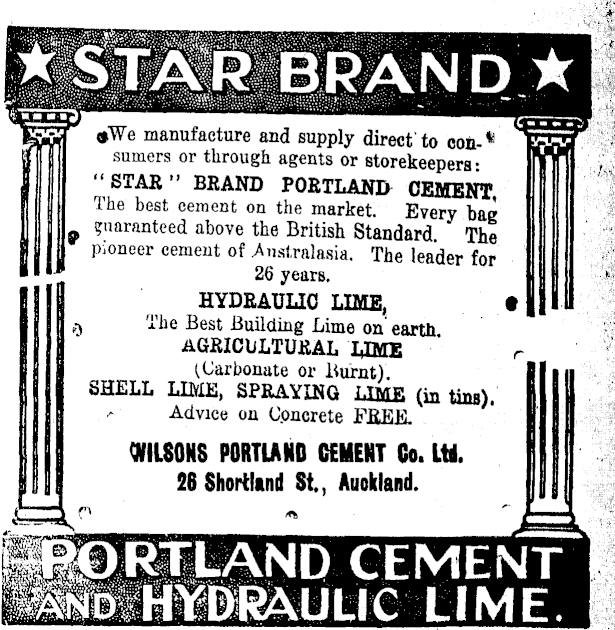 STAR BRAND
We manufacture and supply direct to con-
sumers or through agents or storekeepers:
"STAR" BRAND PORTLAND CEMENT.
The best cement on the market. Every bag
guaranteed above the British Standard. The
pioneer cement of Australasia. The leader for
26 years.
HYDRAULIC LIME,
The Best Building Lime on earth.
AGRICULTURAL LIME
(Carbonate or Burnt).
SHELL LIME, SPRAYING LIME (in tins).
Advice on Concrete FREE.
WILSONS PORTLAND CEMENT Co. Ltd.
26 Shortland St., Auckland.
PORTLAND CEMENT
AND HYDRAULIC LIME.